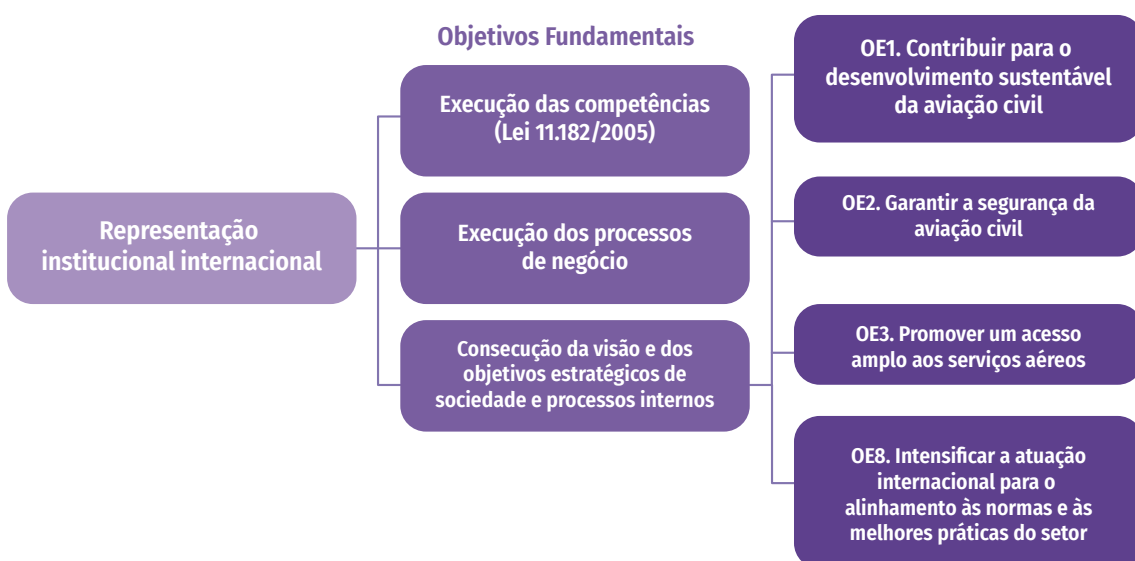 Objetivos Fundamentais
Representação
institucional internacional
Execução das competências
(Lei 11.182/2005)
Execução dos processos
de negócio
Consecução da visão e dos
objetivos estratégicos de
sociedade e processos internos
OE1. Contribuir para o
desenvolvimento sustentável
da aviação civil
OE2. Garantir a segurança da
aviação civil
OE3. Promover um acesso
amplo aos serviços aéreos
OE8. Intensificar a atuação
internacional para o
alinhamento às normas e às
melhores práticas do setor